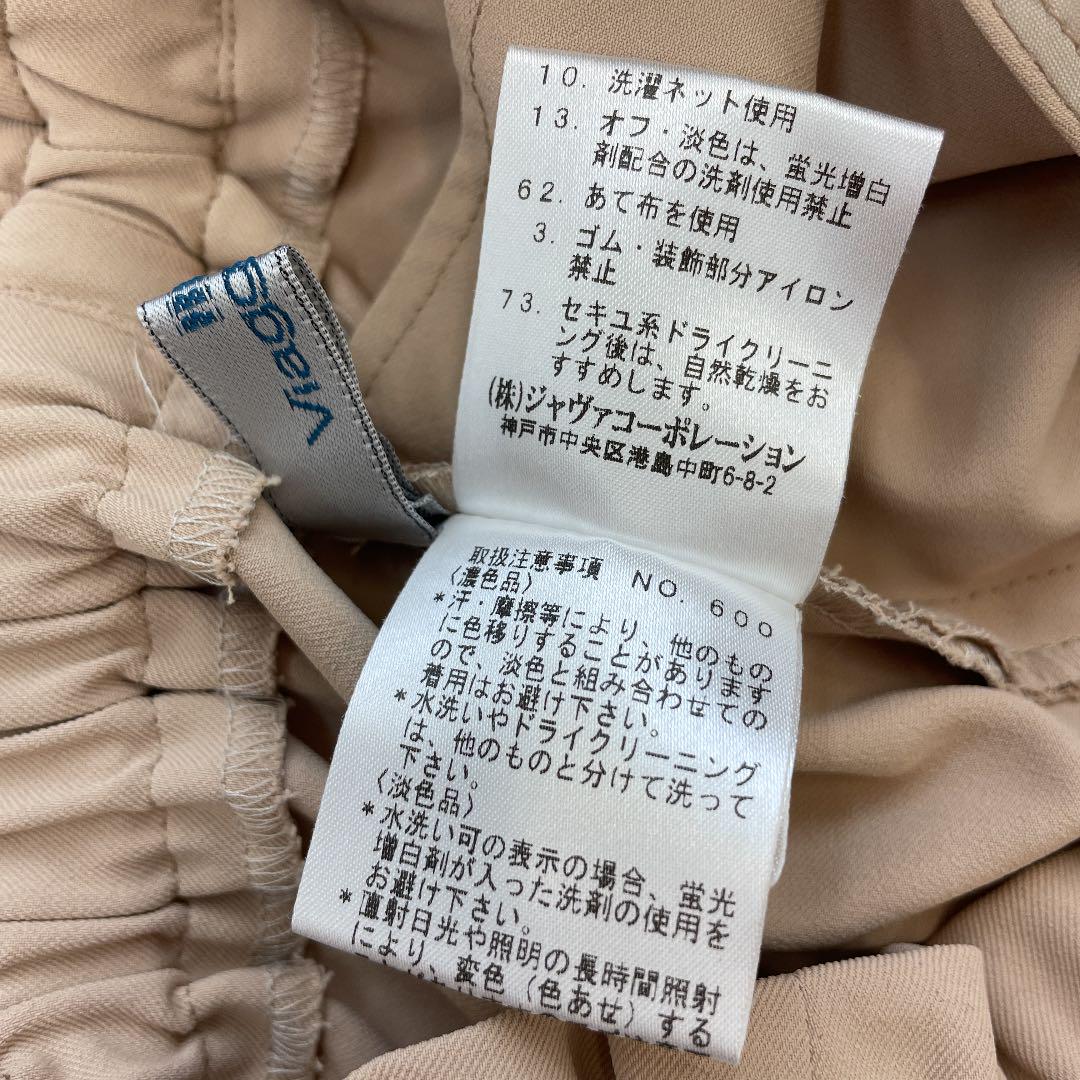 10. 洗濯ネット使用
13. オフ・淡色は、蛍光増白
剤配合の洗剤使用禁止
62. あて布を使用
3. ゴム・装飾部分アイロン
禁止
73. セキユ系ドライクリーニ
ング後は、自然乾燥をお
すすめします。
(株)ジャヴァコーポレーション
神戸市中央区港島中町6-8-2
取扱注意事項 NO. 600
〈濃色品〉
*汗・摩擦等により、他のもの
に色移りすることがあります
ので、淡色と組み合わせての
着用はお避け下さい。
*水洗いやドライクリーニング
は、他のものと分けて洗って
下さい。
〈淡色品〉
*水洗い可の表示の場合、蛍光
増白剤が入った洗剤の使用を
お避け下さい。
*直射日光や照明の長時間照射
により、変色(色あせ)する